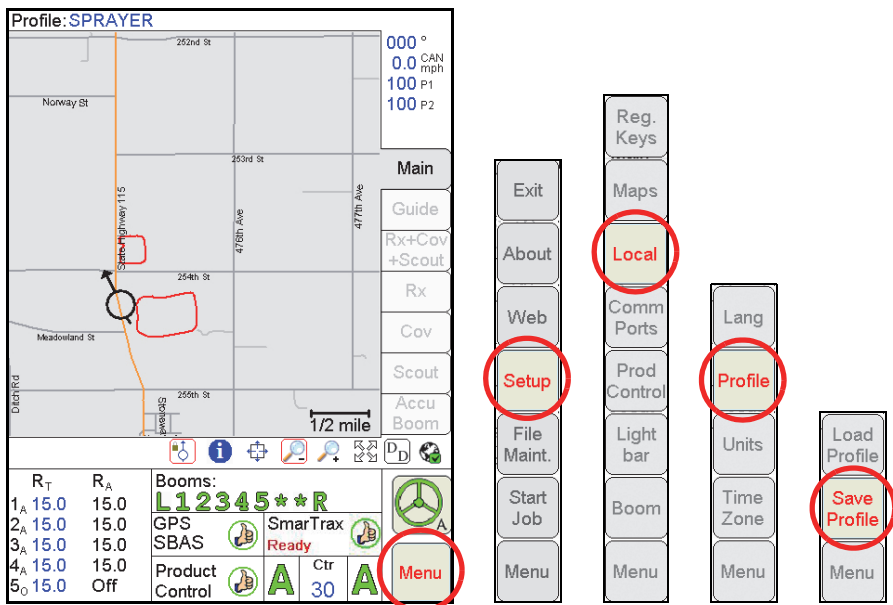 Profile: SPRAYER
252nd St
000 °
0.0 CAN mph
100 P1
100 P2
Norway St
253rd St
Main
State Highway 115
476th Ave
477th Ave
Guide
Rx+Cov
+Scout
254th St
Rx
Meadowland St
Cov
Scout
Ditch Rd
255th St
Accu
Boom
1/2 mile
i
DD
RT RA
1A 15.0 15.0
2A 15.0 15.0
3A 15.0 15.0
4A 15.0 15.0
5O 15.0 Off
Booms:
L12345**R
GPS
SBAS
SmarTrax
Ready
A
Product
Control
A
Ctr
30
A
Menu
Exit
About
Web
Setup
File
Maint.
Start
Job
Menu
Reg.
Keys
Maps
Local
Comm
Ports
Prod
Control
Light
bar
Boom
Menu
Lang
Profile
Units
Time
Zone
Menu
Load
Profile
Save
Profile
Menu